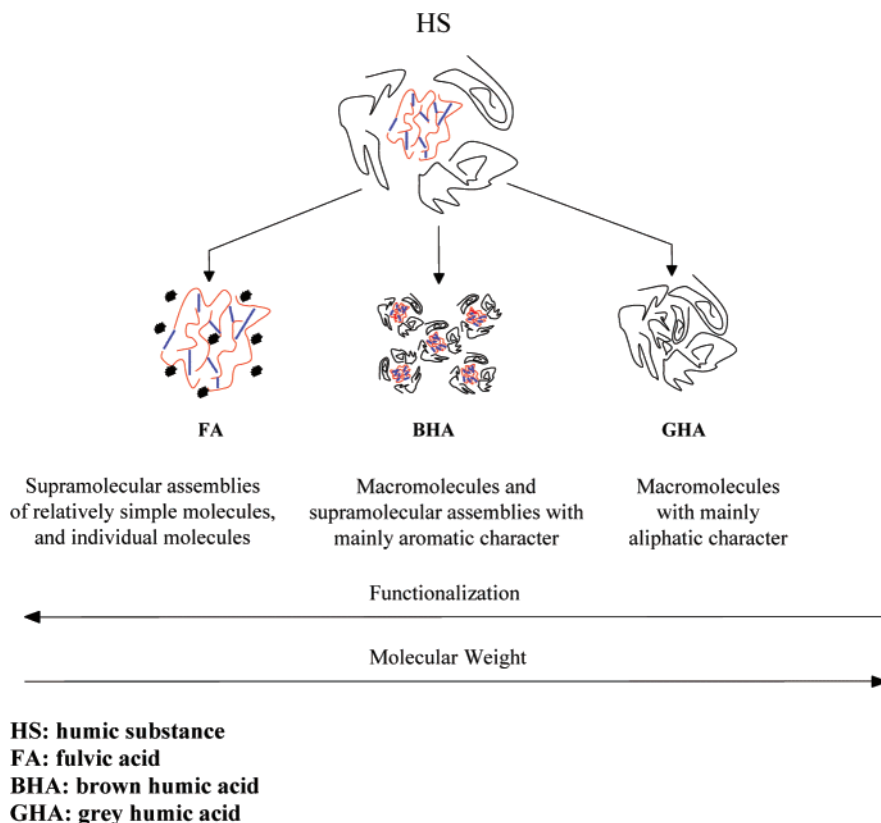 HS
FA
BHA
GHA
Supramolecular assemblies
of relatively simple molecules,
and individual molecules
Macromolecules and
supramolecular assemblies with
mainly aromatic character
Macromolecules
with mainly
aliphatic character
Functionalization
Molecular Weight
HS: humic substance
FA: fulvic acid
BHA: brown humic acid
GHA: grey humic acid